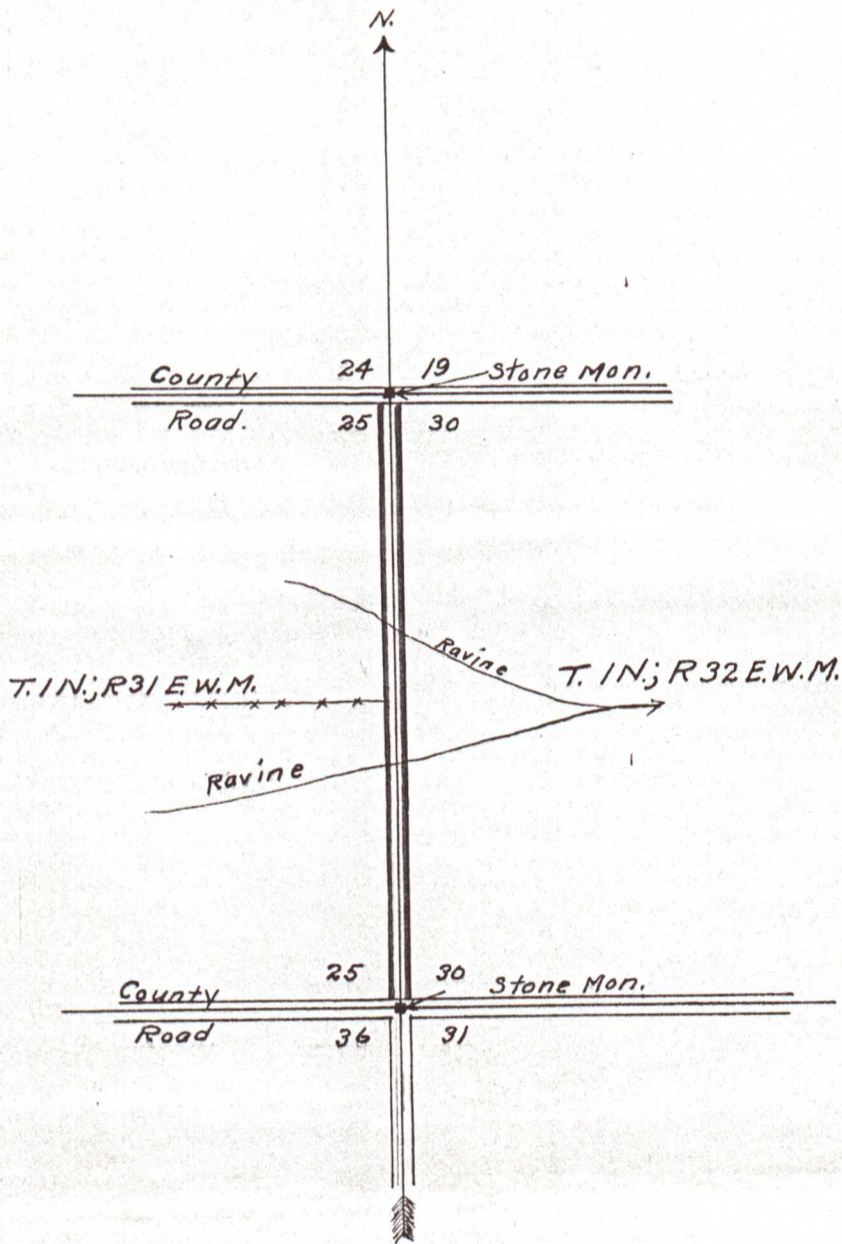 N.
County 24 19 Stone Mon.
Road. 25 30
Ravine
T. 1 N.; R 31 E. W. M. T. 1 N.; R 32 E. W. M.
Ravine
25 30
County Stone Mon.
Road 36 31